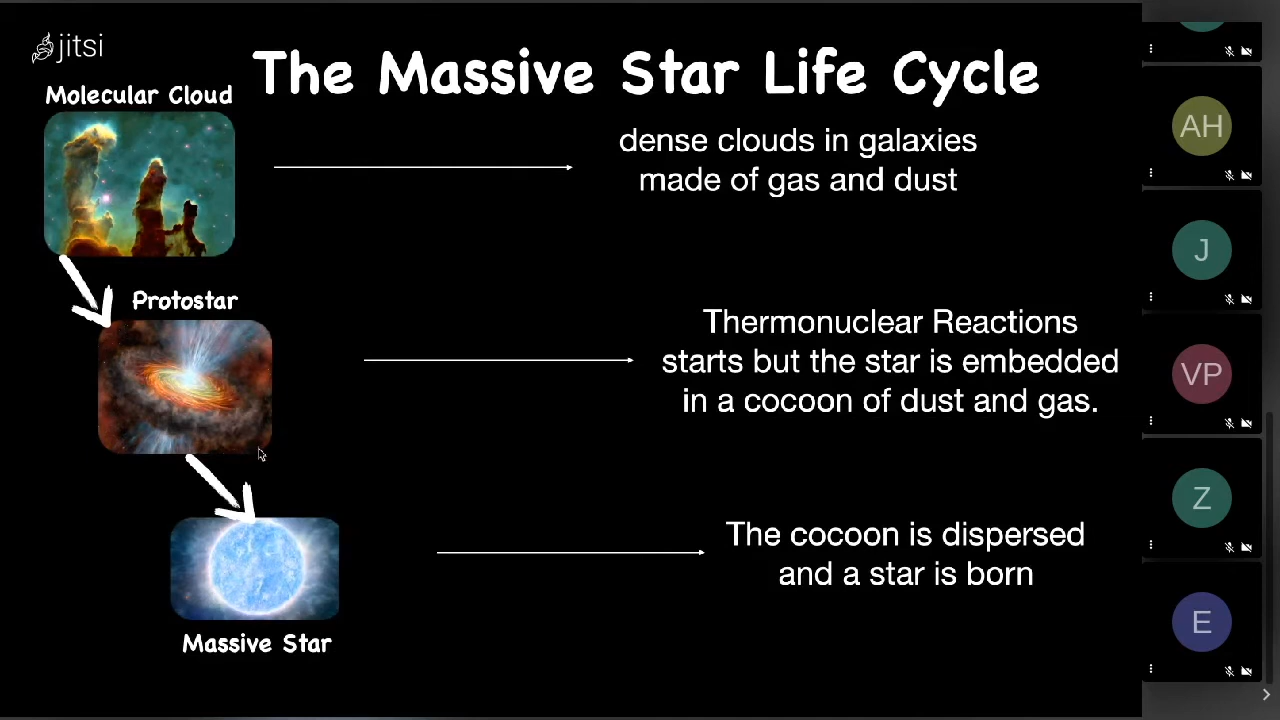 jitsi
The Massive Star Life Cycle
Molecular Cloud
dense clouds in galaxies
made of gas and dust
Protostar
Thermonuclear Reactions
starts but the star is embedded
in a cocoon of dust and gas.
The cocoon is dispersed
and a star is born
Massive Star
AH
J
VP
Z
E